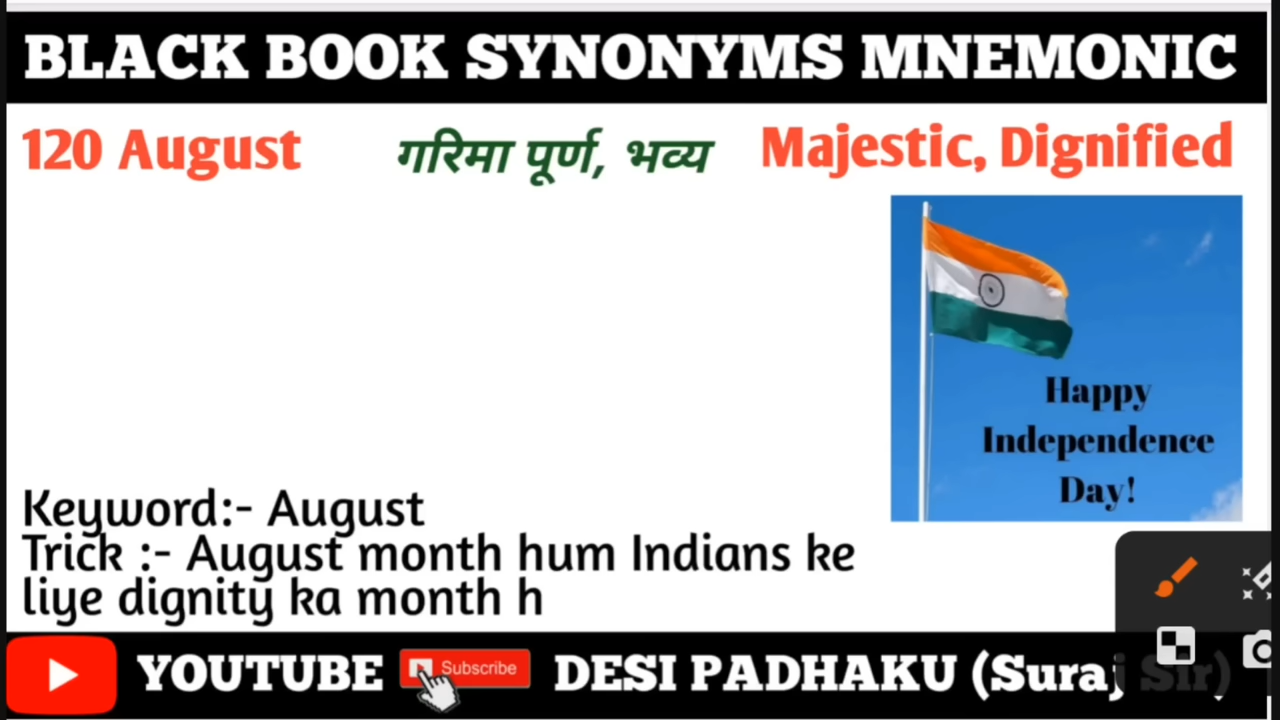 BLACK BOOK SYNONYMS MNEMONIC
120 August गरिमा पूर्ण, भव्य Majestic, Dignified
Happy
Independence
Day!
Keyword:- August
Trick :- August month hum Indians ke
liye dignity ka month h
YOUTUBE Subscribe DESI PADHAKU (Suraj Sir)